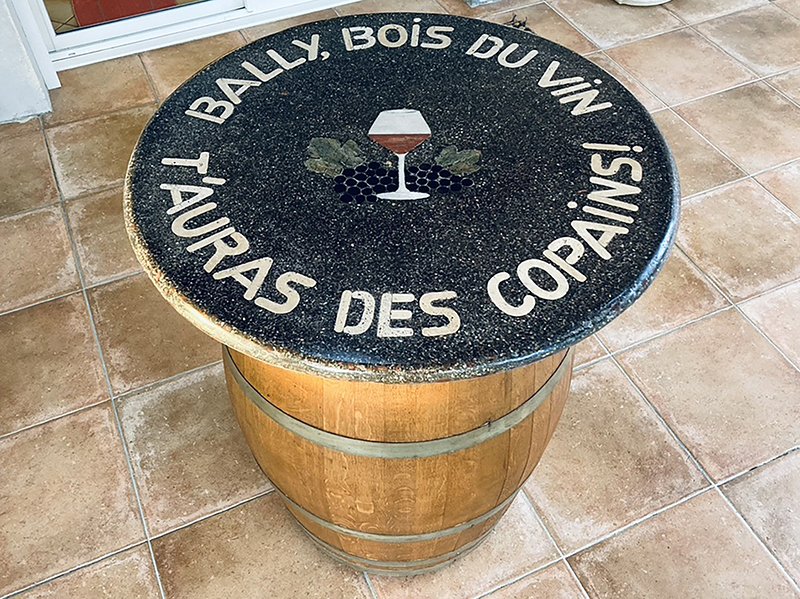 BALLY, BOIS DU VIN
T'AURAS DES COPAINS!